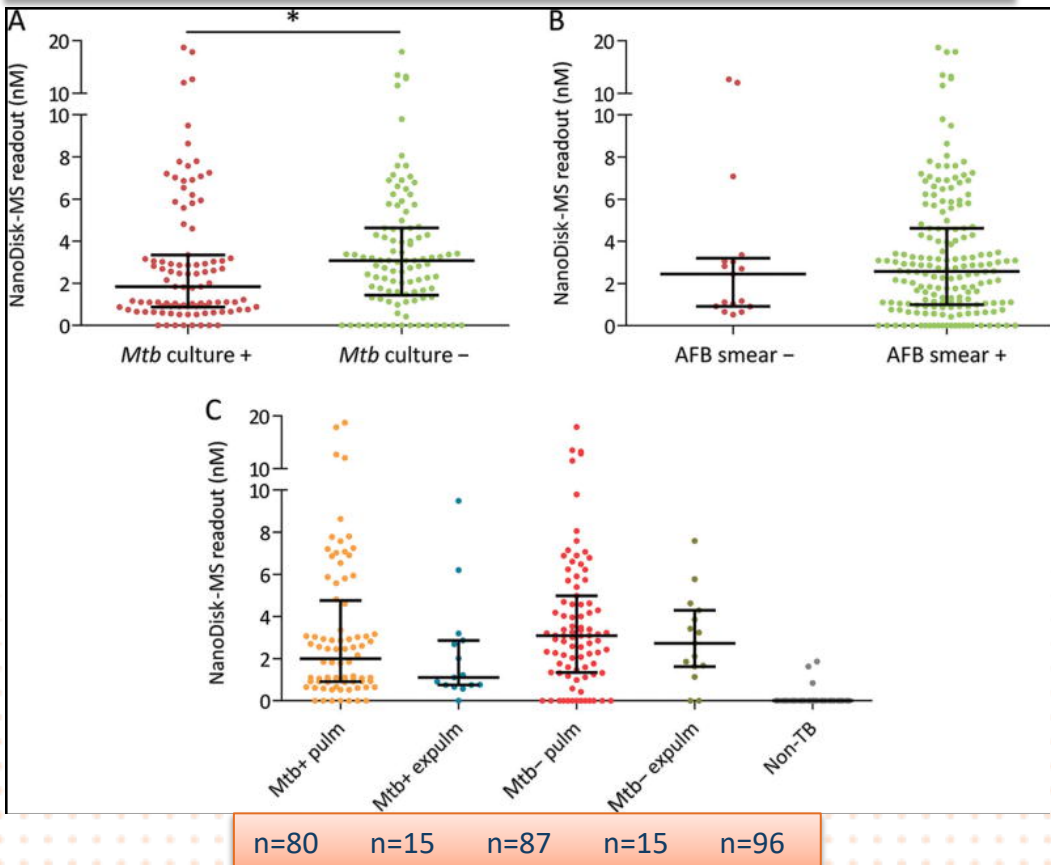 A
*
NanoDisk-MS readout (nM)
20
10
10
8
6
4
2
0
Mtb culture +
Mtb culture −
B
NanoDisk-MS readout (nM)
20
10
10
8
6
4
2
0
AFB smear −
AFB smear +
C
NanoDisk-MS readout (nM)
20
10
10
8
6
4
2
0
Mtb+ pulm
Mtb+ expulm
Mtb− pulm
Mtb− expulm
Non-TB
n=80 n=15 n=87 n=15 n=96